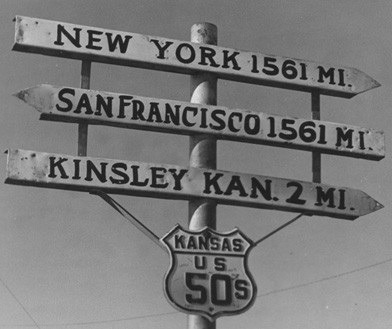 NEW YORK 1561 MI.
SAN FRANCISCO 1561 MI.
KINSLEY KAN. 2 MI.
KANSAS
U S
50S